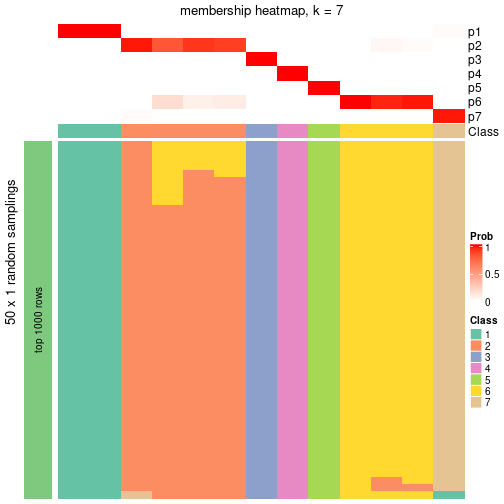 membership heatmap, k = 7
p1
p2
p3
p4
p5
p6
p7
Class
50 x 1 random samplings
top 1000 rows
Prob
1
0.5
0
Class
1
2
3
4
5
6
7